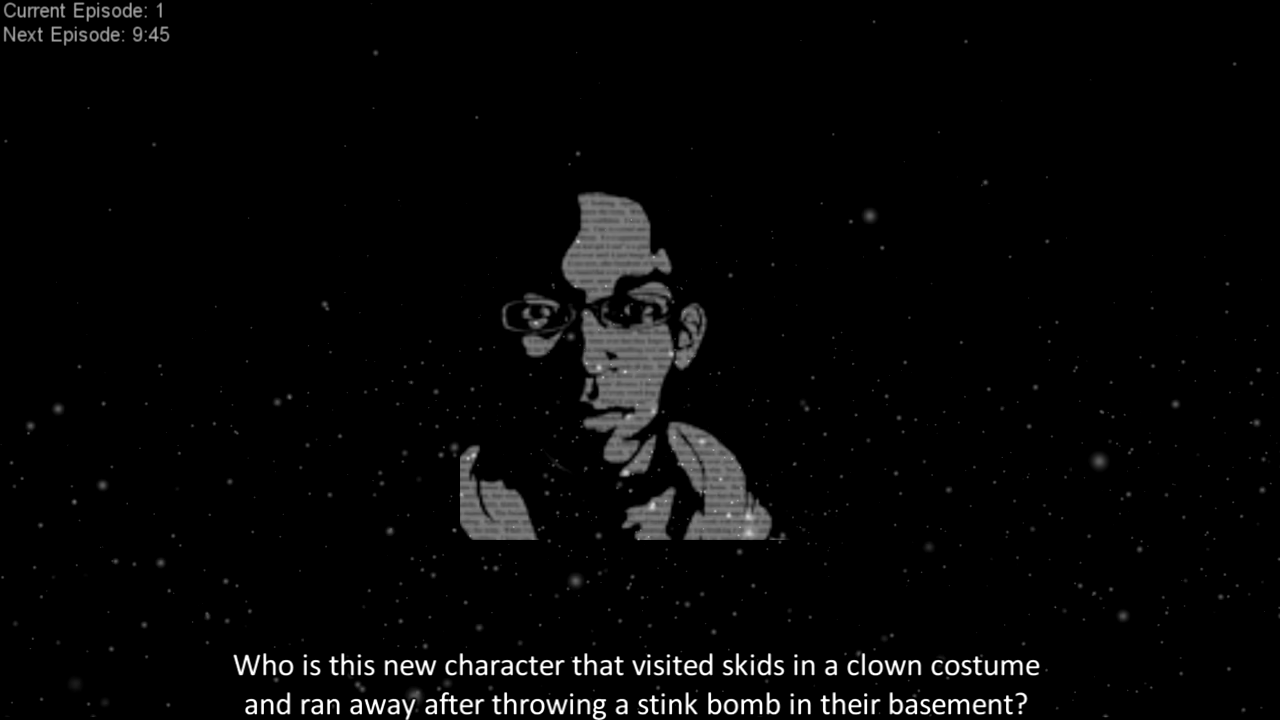 Current Episode: 1
Next Episode: 9:45
Who is this new character that visited skids in a clown costume
and ran away after throwing a stink bomb in their basement?